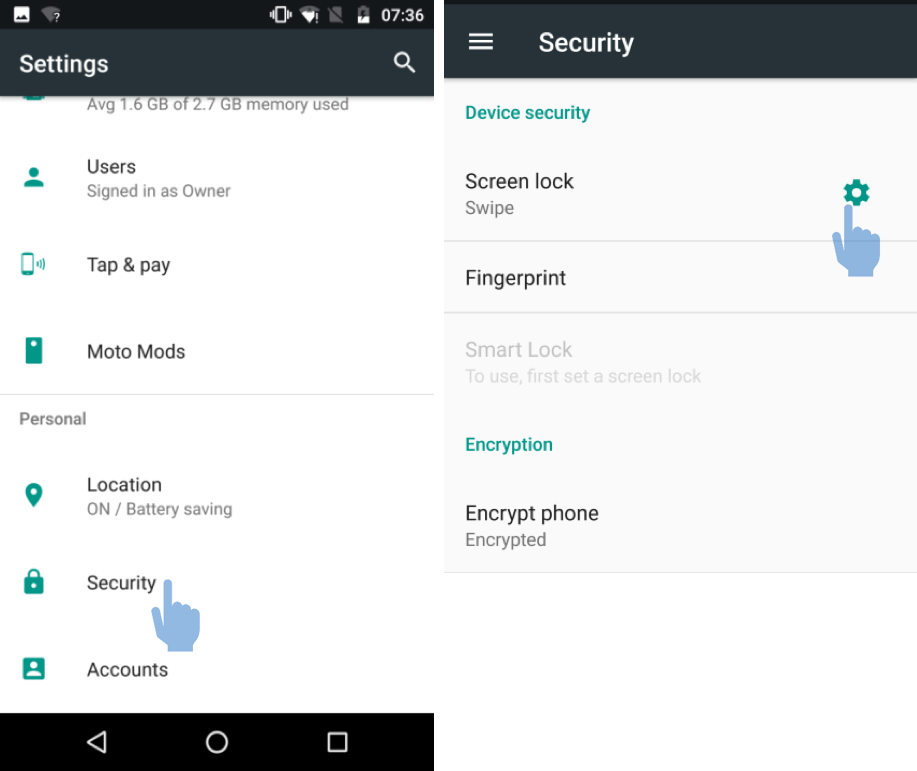 07:36
Settings
Avg 1.6 GB of 2.7 GB memory used
Users
Signed in as Owner
Tap & pay
Moto Mods
Personal
Location
ON / Battery saving
Security
Accounts
Security
Device security
Screen lock
Swipe
Fingerprint
Smart Lock
To use, first set a screen lock
Encryption
Encrypt phone
Encrypted